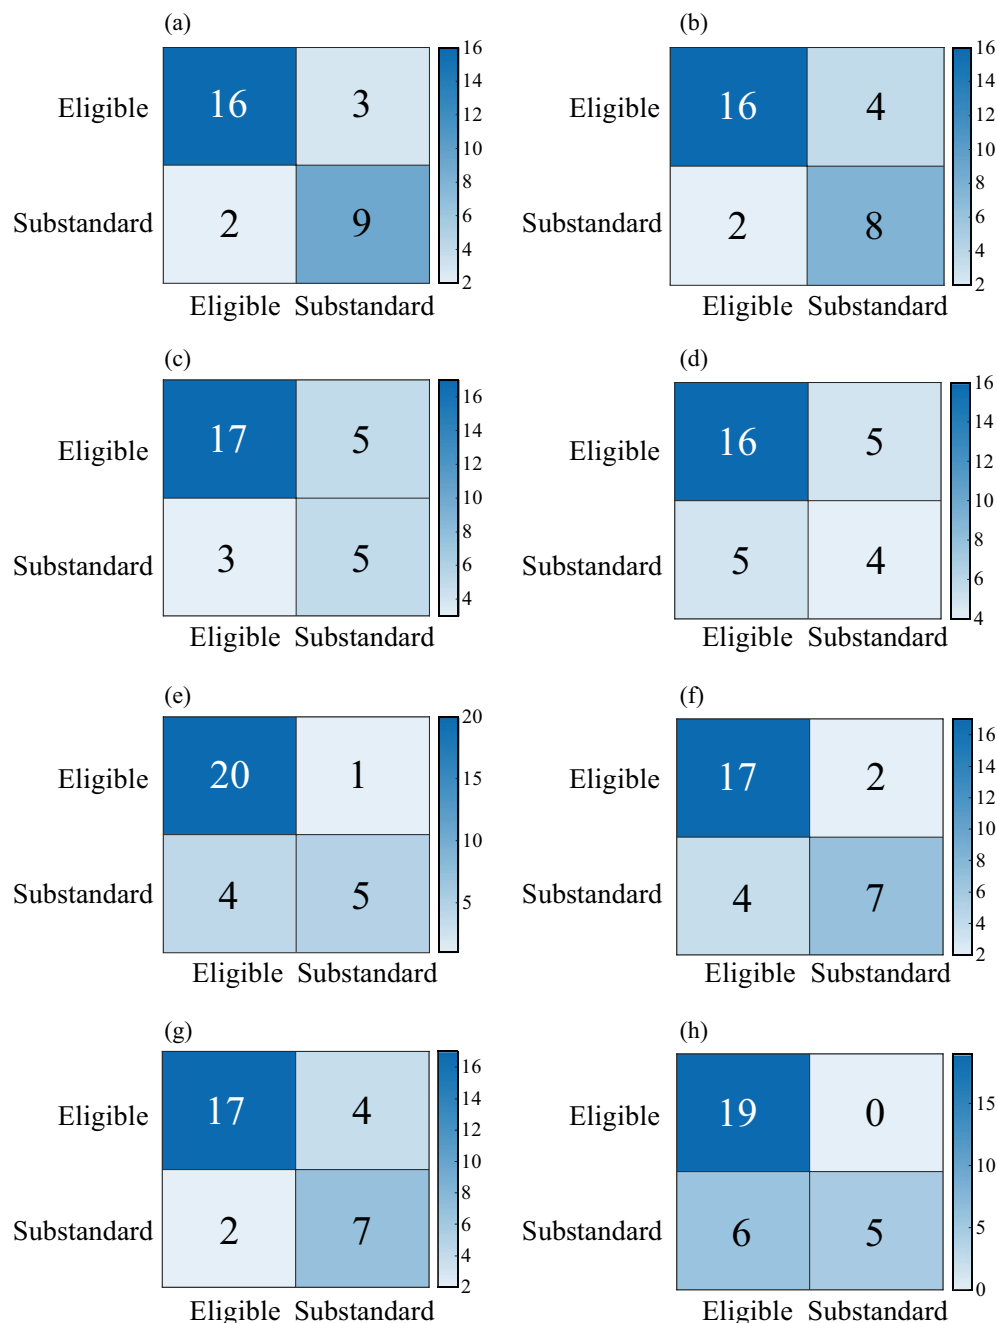 (a)
Eligible
16 3
Substandard
2 9
Eligible Substandard
16
14
12
10
8
6
4
2
(b)
Eligible
16 4
Substandard
2 8
Eligible Substandard
16
14
12
10
8
6
4
2
(c)
Eligible
17 5
Substandard
3 5
Eligible Substandard
16
14
12
10
8
6
4
(d)
Eligible
16 5
Substandard
5 4
Eligible Substandard
16
14
12
10
8
6
4
(e)
Eligible
20 1
Substandard
4 5
Eligible Substandard
20
15
10
5
(f)
Eligible
17 2
Substandard
4 7
Eligible Substandard
16
14
12
10
8
6
4
2
(g)
Eligible
17 4
Substandard
2 7
Eligible Substandard
16
14
12
10
8
6
4
2
(h)
Eligible
19 0
Substandard
6 5
Eligible Substandard
15
10
5
0